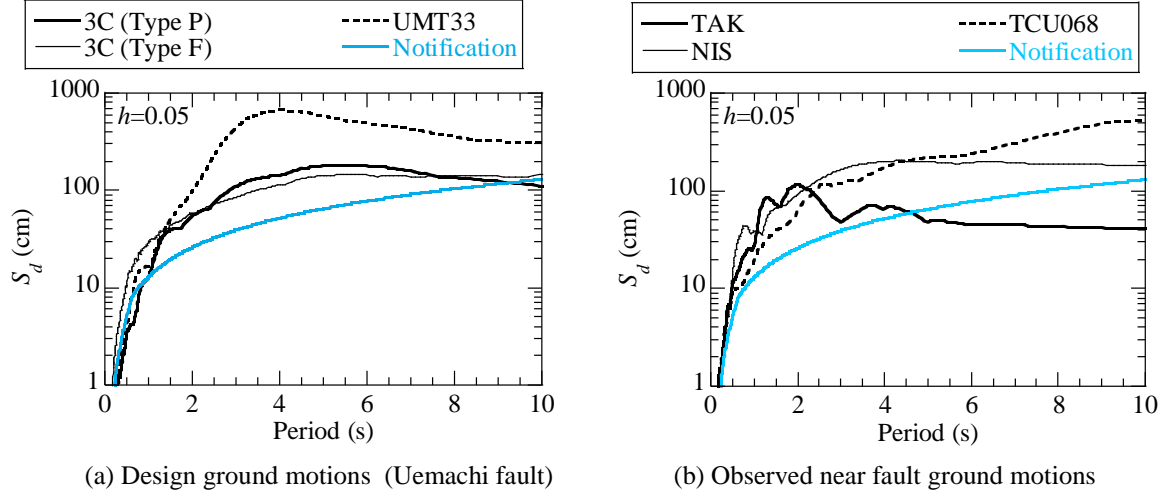 3C (Type P) UMT33
3C (Type F) Notification
TAK TCU068
NIS Notification
h=0.05
S_d (cm)
1000
100
10
1
0 2 4 6 8 10
Period (s)
(a) Design ground motions (Uemachi fault)
h=0.05
S_d (cm)
1000
100
10
1
0 2 4 6 8 10
Period (s)
(b) Observed near fault ground motions